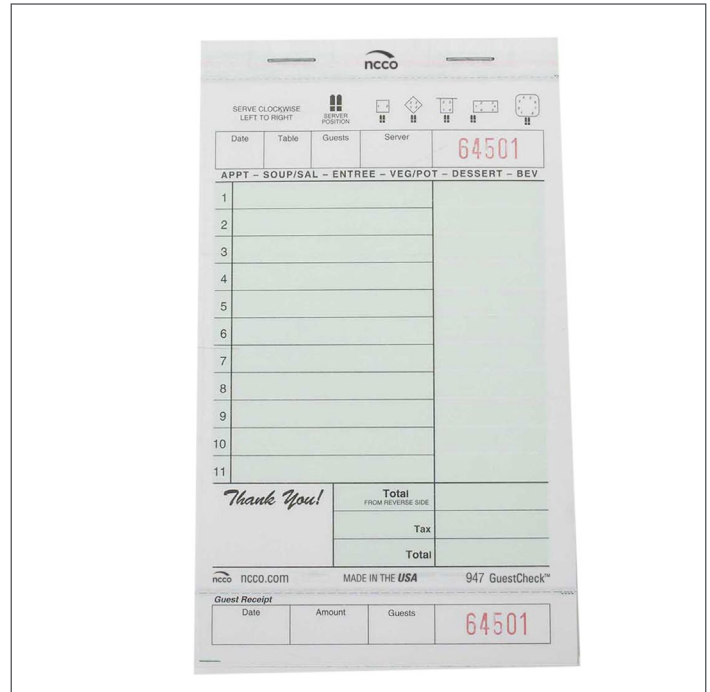 ncco
SERVE CLOCKWISE
LEFT TO RIGHT
SERVER
POSITION
Date Table Guests Server 64501
APPT – SOUP/SAL – ENTREE – VEG/POT – DESSERT – BEV
1
2
3
4
5
6
7
8
9
10
11
Thank You!
Total
FROM REVERSE SIDE
Tax
Total
ncco ncco.com MADE IN THE USA 947 GuestCheck™
Guest Receipt
Date Amount Guests 64501